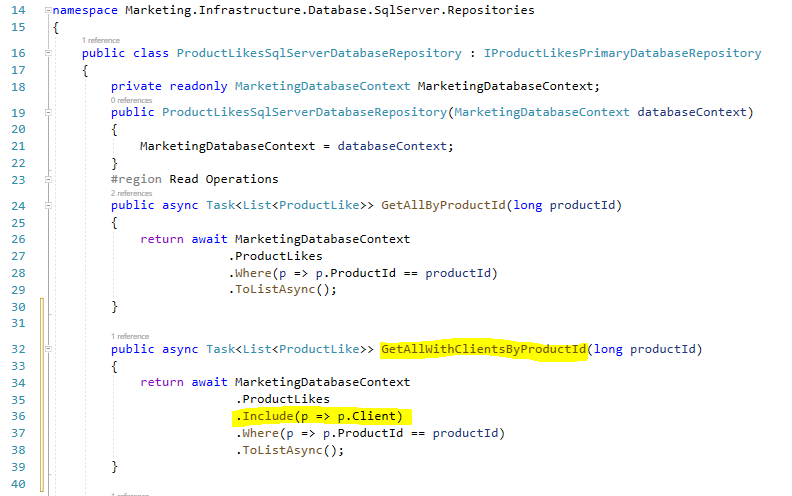 14 namespace Marketing.Infrastructure.Database.SqlServer.Repositories
15 {
1 reference
16 public class ProductLikesSqlServerDatabaseRepository : IProductLikesPrimaryDatabaseRepository
17 {
18 private readonly MarketingDatabaseContext MarketingDatabaseContext;
0 references
19 public ProductLikesSqlServerDatabaseRepository(MarketingDatabaseContext databaseContext)
20 {
21 MarketingDatabaseContext = databaseContext;
22 }
23 #region Read Operations
2 references
24 public async Task<List<ProductLike>> GetAllByProductId(long productId)
25 {
26 return await MarketingDatabaseContext
27 .ProductLikes
28 .Where(p => p.ProductId == productId)
29 .ToListAsync();
30 }
31
1 reference
32 public async Task<List<ProductLike>> GetAllWithClientsByProductId(long productId)
33 {
34 return await MarketingDatabaseContext
35 .ProductLikes
36 .Include(p => p.Client)
37 .Where(p => p.ProductId == productId)
38 .ToListAsync();
39 }
40